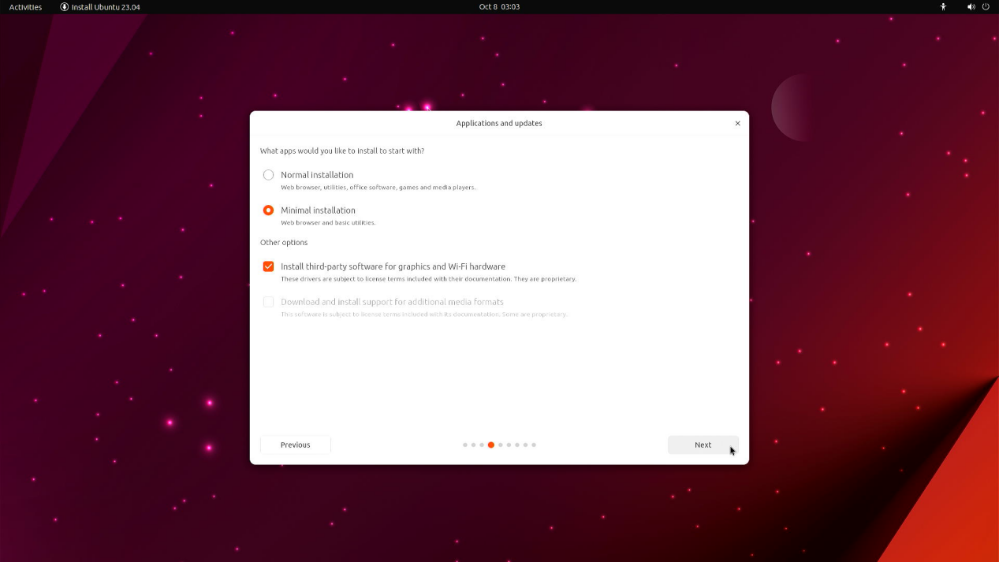 Activities Install Ubuntu 23.04 Oct 8 03:03
Applications and updates
What apps would you like to install to start with?
Normal installation
Web browser, utilities, office software, games and media players.
Minimal installation
Web browser and basic utilities.
Other options
Install third-party software for graphics and Wi-Fi hardware
These drivers are subject to license terms included with their documentation. They are proprietary.
Download and install support for additional media formats
This software is subject to license terms included with its documentation. Some are proprietary.
Previous Next